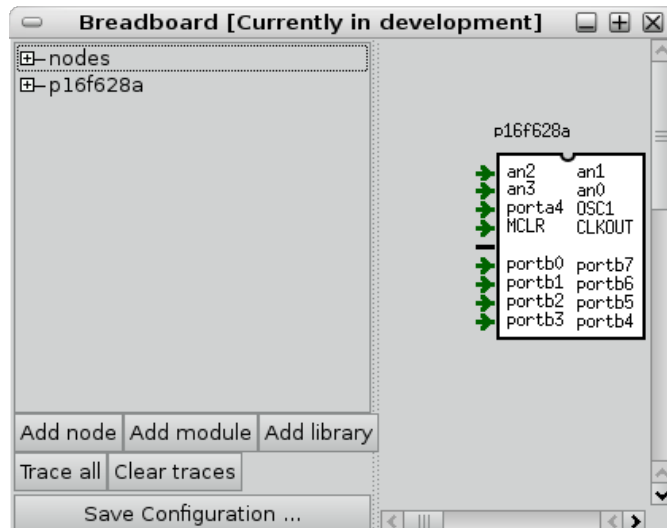 Breadboard [Currently in development]
nodes
p16f628a
p16f628a
an2 an1
an3 an0
porta4 OSC1
MCLR CLKOUT
portb0 portb7
portb1 portb6
portb2 portb5
portb3 portb4
Add node Add module Add library
Trace all Clear traces
Save Configuration ...